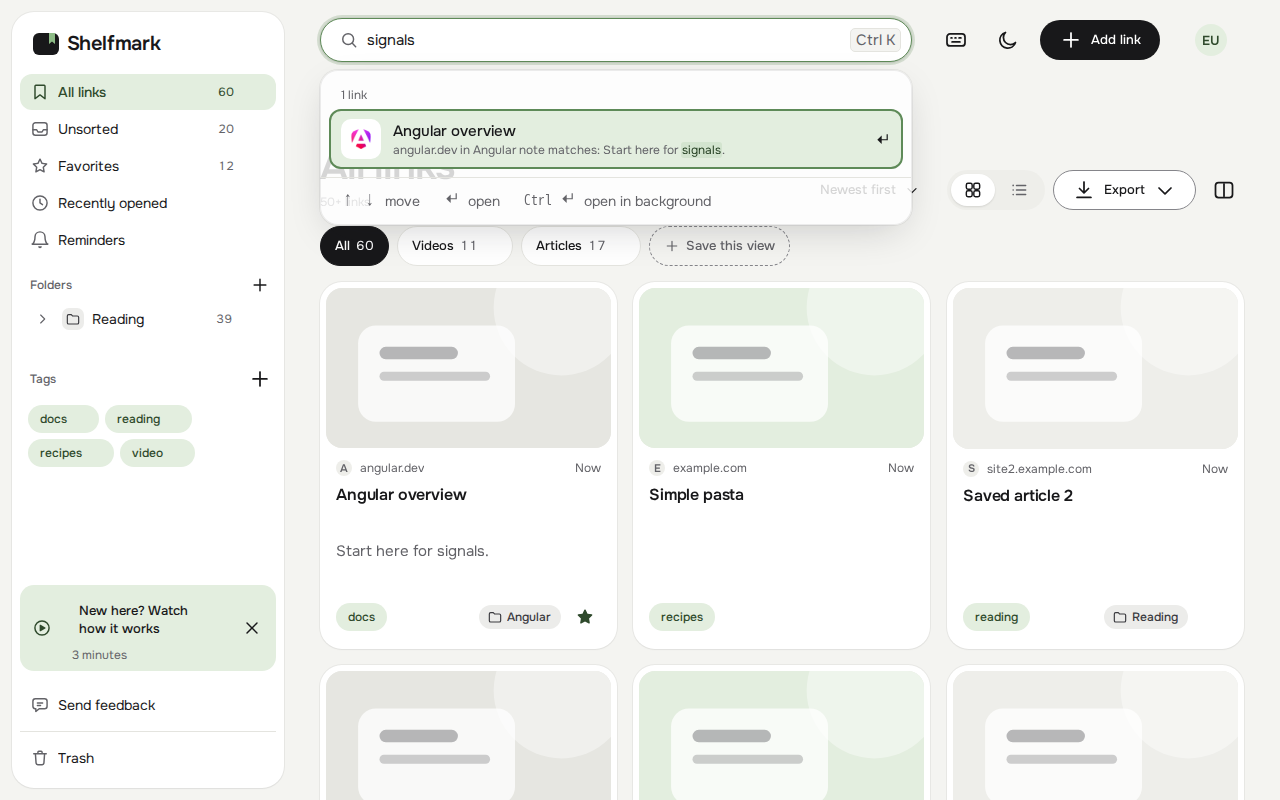 Shelfmark
All links 60
Unsorted 20
Favorites 12
Recently opened
Reminders
Folders
Reading 39
Tags
docs reading
recipes video
New here? Watch
how it works
3 minutes
Send feedback
Trash
signals Ctrl K
Add link
EU
1 link
Angular overview
angular.dev in Angular note matches: Start here for signals.
All links
50+ links
↑ ↓ move ↵ open Ctrl ↵ open in background
Newest first
Export
All 60 Videos 11 Articles 17 + Save this view
A angular.dev Now
Angular overview
Start here for signals.
docs Angular
E example.com Now
Simple pasta
recipes
S site2.example.com Now
Saved article 2
reading Reading